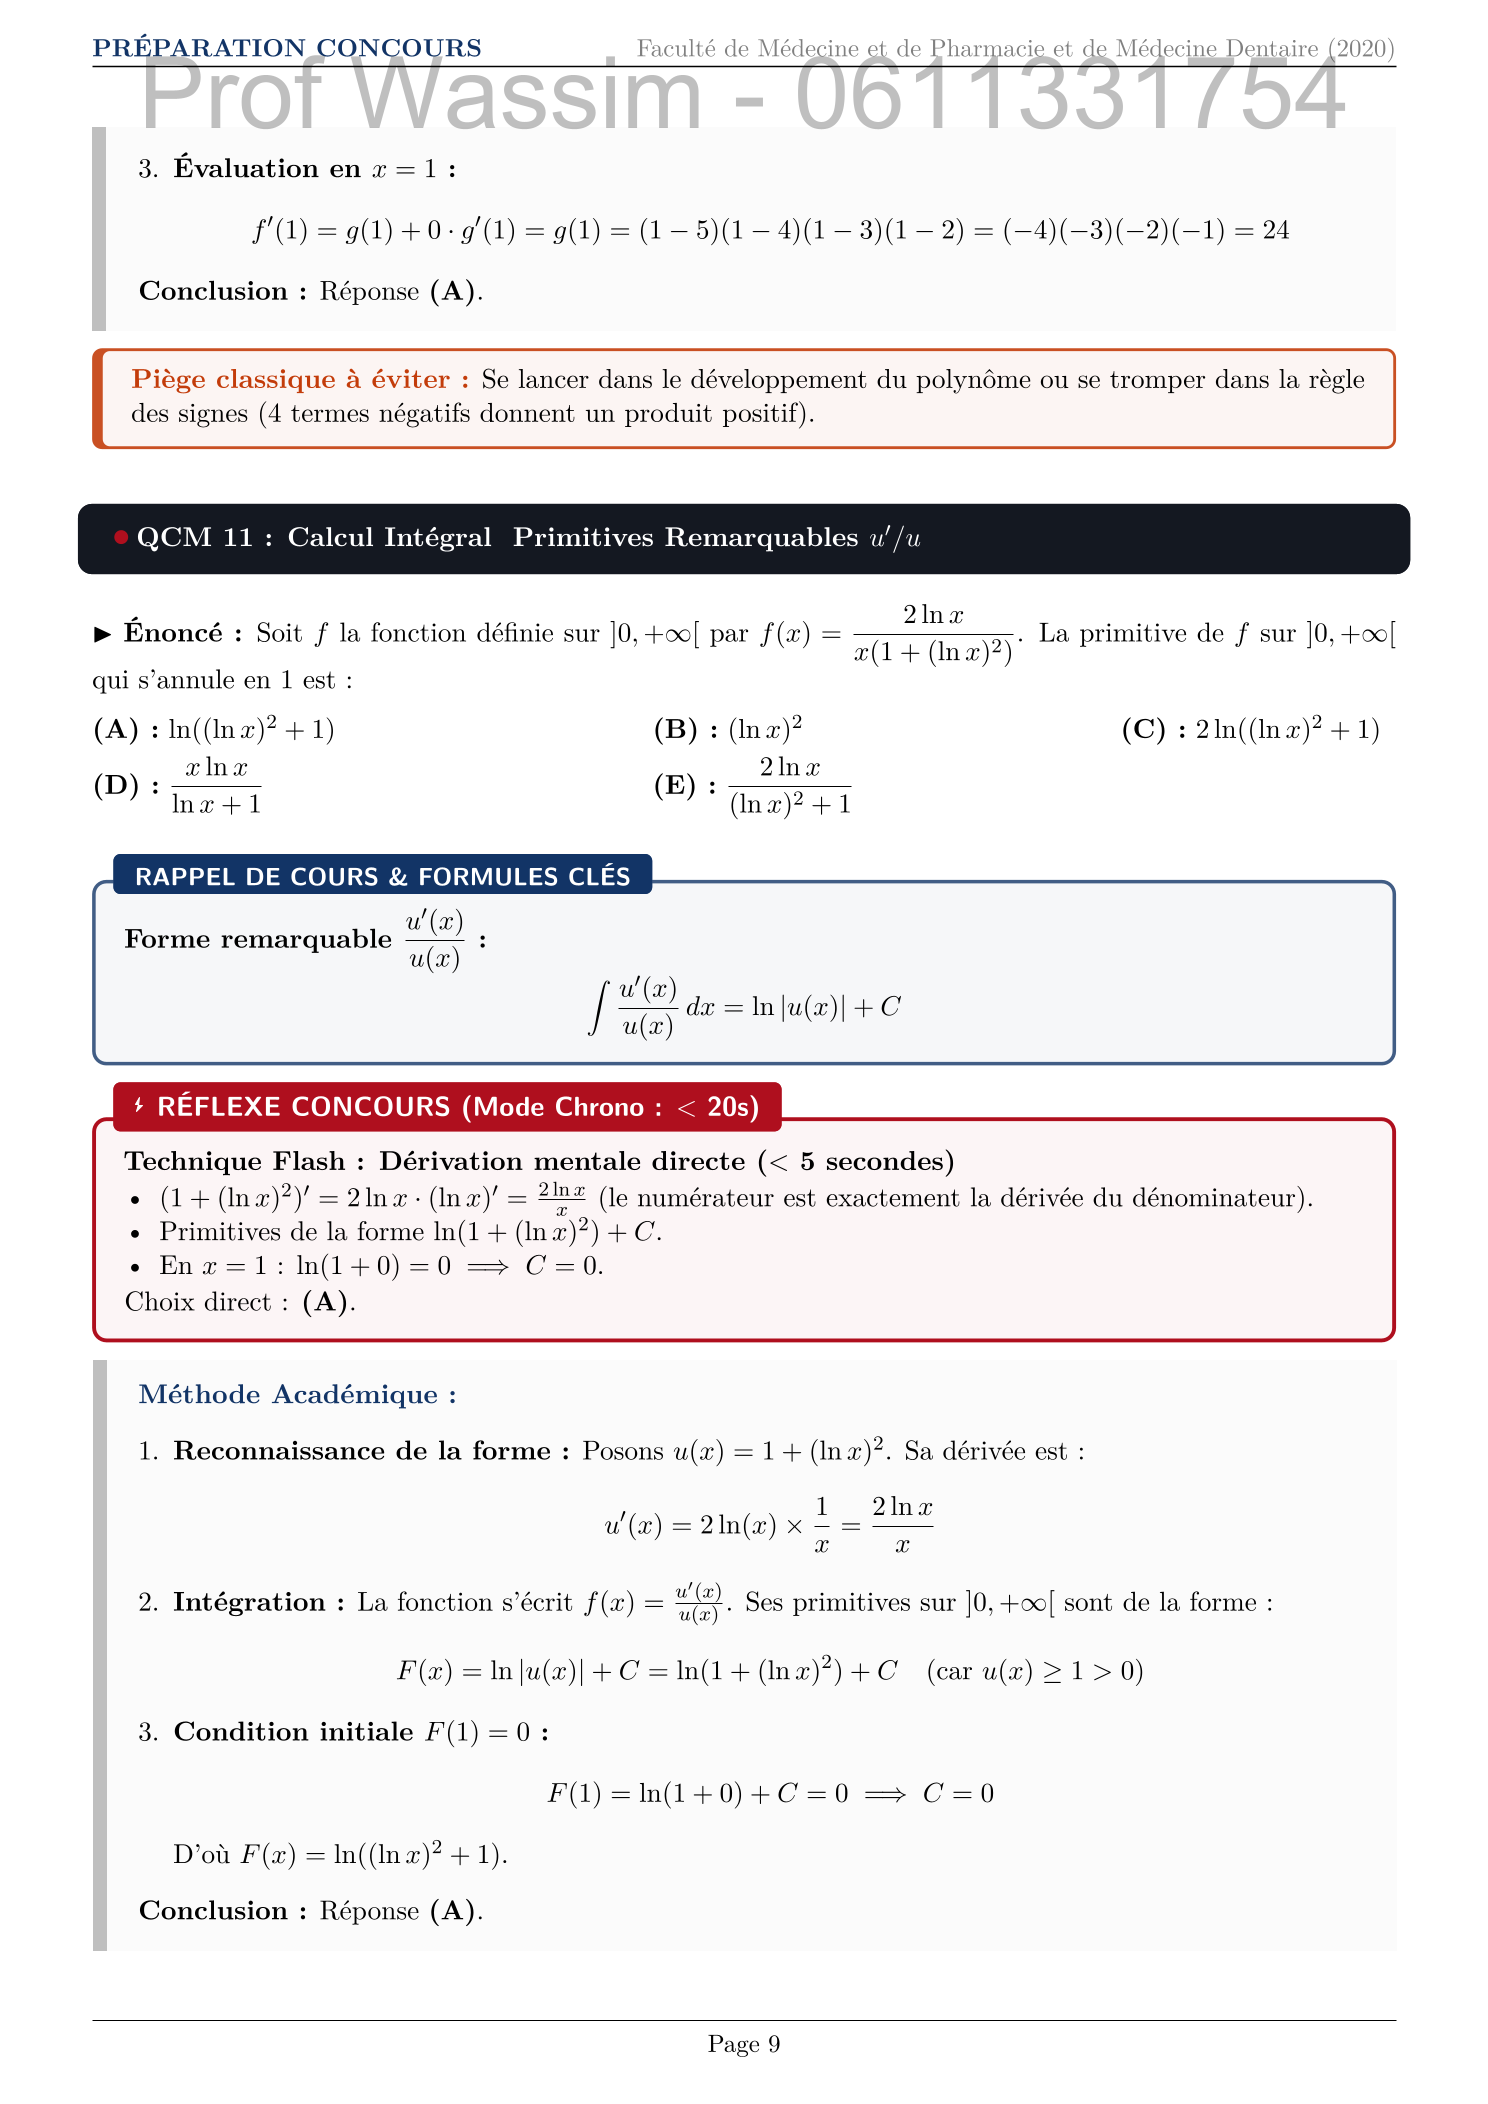 PRÉPARATION CONCOURS Faculté de Médecine et de Pharmacie et de Médecine Dentaire (2020)
Prof Wassim - 0611331754
3. Évaluation en x = 1 :
f′(1) = g(1) + 0 · g′(1) = g(1) = (1 − 5)(1 − 4)(1 − 3)(1 − 2) = (−4)(−3)(−2)(−1) = 24
Conclusion : Réponse (A).
Piège classique à éviter : Se lancer dans le développement du polynôme ou se tromper dans la règle
des signes (4 termes négatifs donnent un produit positif).
● QCM 11 : Calcul Intégral Primitives Remarquables u′/u
▶ Énoncé : Soit f la fonction définie sur ]0, +∞[ par f(x) = \frac{2 ln x}{x(1 + (ln x)²)}. La primitive de f sur ]0, +∞[
qui s'annule en 1 est :
(A) : ln((ln x)² + 1) (B) : (ln x)² (C) : 2 ln((ln x)² + 1)
(D) : \frac{x ln x}{ln x + 1} (E) : \frac{2 ln x}{(ln x)² + 1}
RAPPEL DE COURS & FORMULES CLÉS
Forme remarquable \frac{u′(x)}{u(x)} :
∫ \frac{u′(x)}{u(x)} dx = ln |u(x)| + C
RÉFLEXE CONCOURS (Mode Chrono : < 20s)
Technique Flash : Dérivation mentale directe (< 5 secondes)
• (1 + (ln x)²)′ = 2 ln x · (ln x)′ = \frac{2 ln x}{x} (le numérateur est exactement la dérivée du dénominateur).
• Primitives de la forme ln(1 + (ln x)²) + C.
• En x = 1 : ln(1 + 0) = 0 ⟹ C = 0.
Choix direct : (A).
Méthode Académique :
1. Reconnaissance de la forme : Posons u(x) = 1 + (ln x)². Sa dérivée est :
u′(x) = 2 ln(x) × \frac{1}{x} = \frac{2 ln x}{x}
2. Intégration : La fonction s'écrit f(x) = \frac{u′(x)}{u(x)}. Ses primitives sur ]0, +∞[ sont de la forme :
F(x) = ln |u(x)| + C = ln(1 + (ln x)²) + C (car u(x) ≥ 1 > 0)
3. Condition initiale F(1) = 0 :
F(1) = ln(1 + 0) + C = 0 ⟹ C = 0
D'où F(x) = ln((ln x)² + 1).
Conclusion : Réponse (A).
Page 9